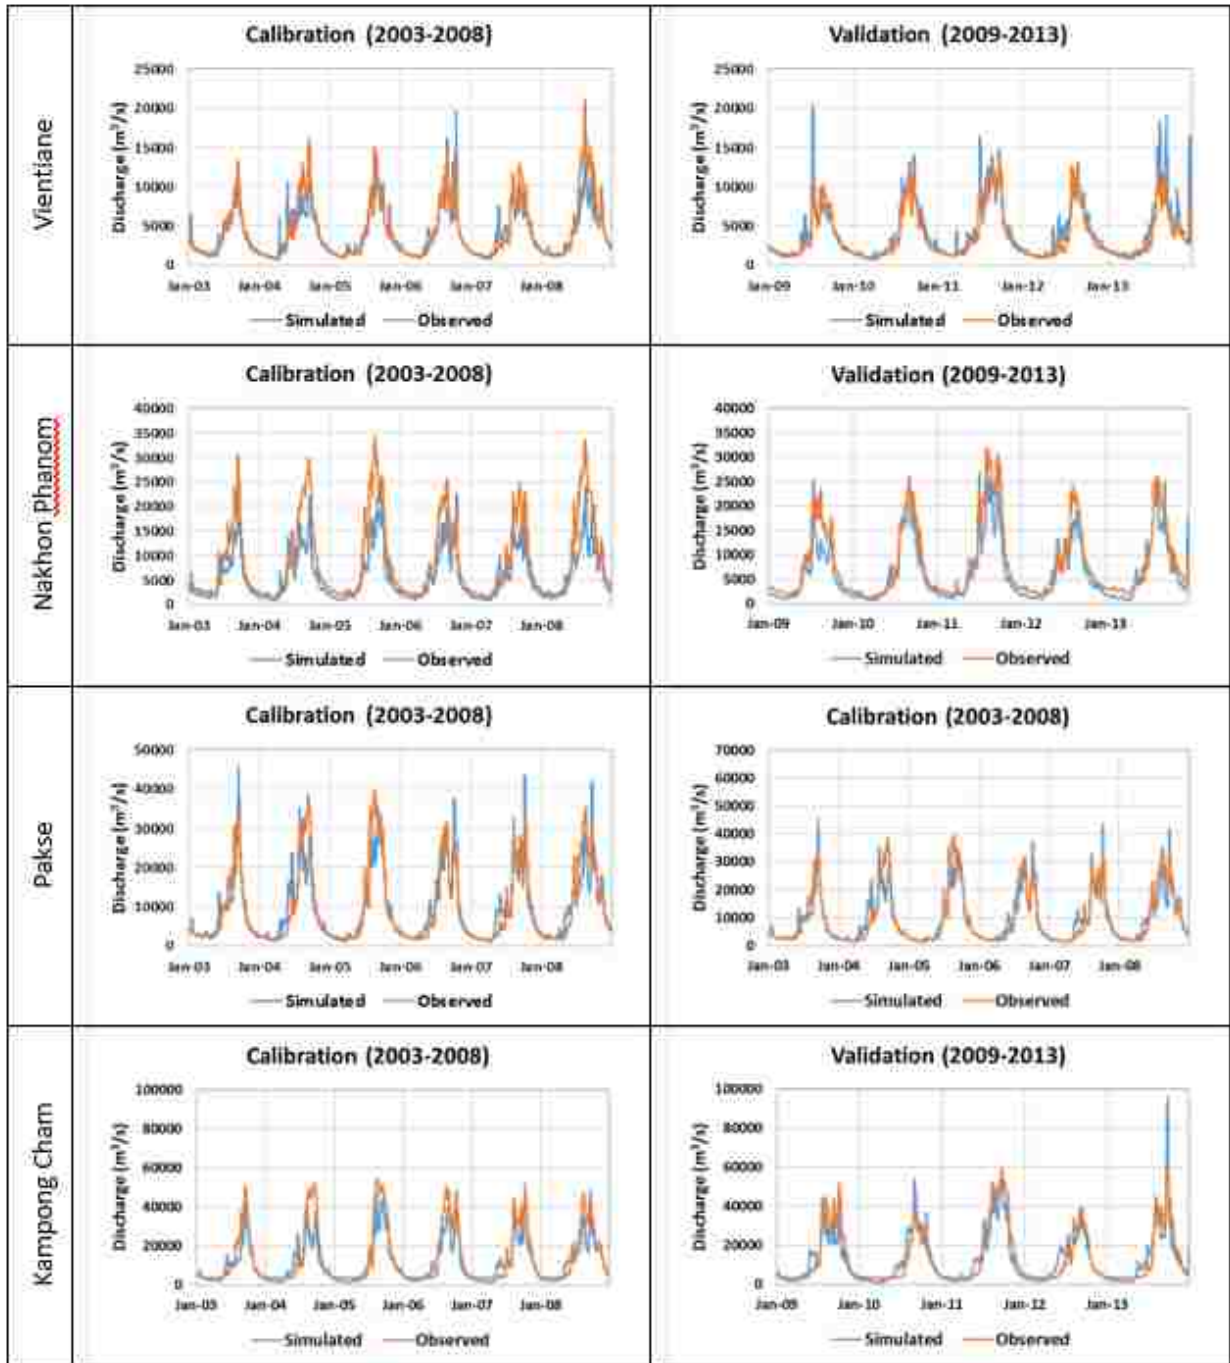 Vientiane
Calibration (2003-2008)
Discharge (m³/s)
25000
20000
15000
10000
5000
0
Jan-03 Jan-04 Jan-05 Jan-06 Jan-07 Jan-08
Simulated Observed
Validation (2009-2013)
Discharge (m³/s)
25000
20000
15000
10000
5000
0
Jan-09 Jan-10 Jan-11 Jan-12 Jan-13
Simulated Observed
Nakhon Phanom
Calibration (2003-2008)
Discharge (m³/s)
40000
35000
30000
25000
20000
15000
10000
5000
0
Jan-03 Jan-04 Jan-05 Jan-06 Jan-07 Jan-08
Simulated Observed
Validation (2009-2013)
Discharge (m³/s)
40000
35000
30000
25000
20000
15000
10000
5000
0
Jan-09 Jan-10 Jan-11 Jan-12 Jan-13
Simulated Observed
Pakse
Calibration (2003-2008)
Discharge (m³/s)
50000
40000
30000
20000
10000
0
Jan-03 Jan-04 Jan-05 Jan-06 Jan-07 Jan-08
Simulated Observed
Calibration (2003-2008)
Discharge (m³/s)
70000
60000
50000
40000
30000
20000
10000
0
Jan-03 Jan-04 Jan-05 Jan-06 Jan-07 Jan-08
Simulated Observed
Kampong Cham
Calibration (2003-2008)
Discharge (m³/s)
100000
80000
60000
40000
20000
0
Jan-03 Jan-04 Jan-05 Jan-06 Jan-07 Jan-08
Simulated Observed
Validation (2009-2013)
Discharge (m³/s)
100000
80000
60000
40000
20000
0
Jan-09 Jan-10 Jan-11 Jan-12 Jan-13
Simulated Observed